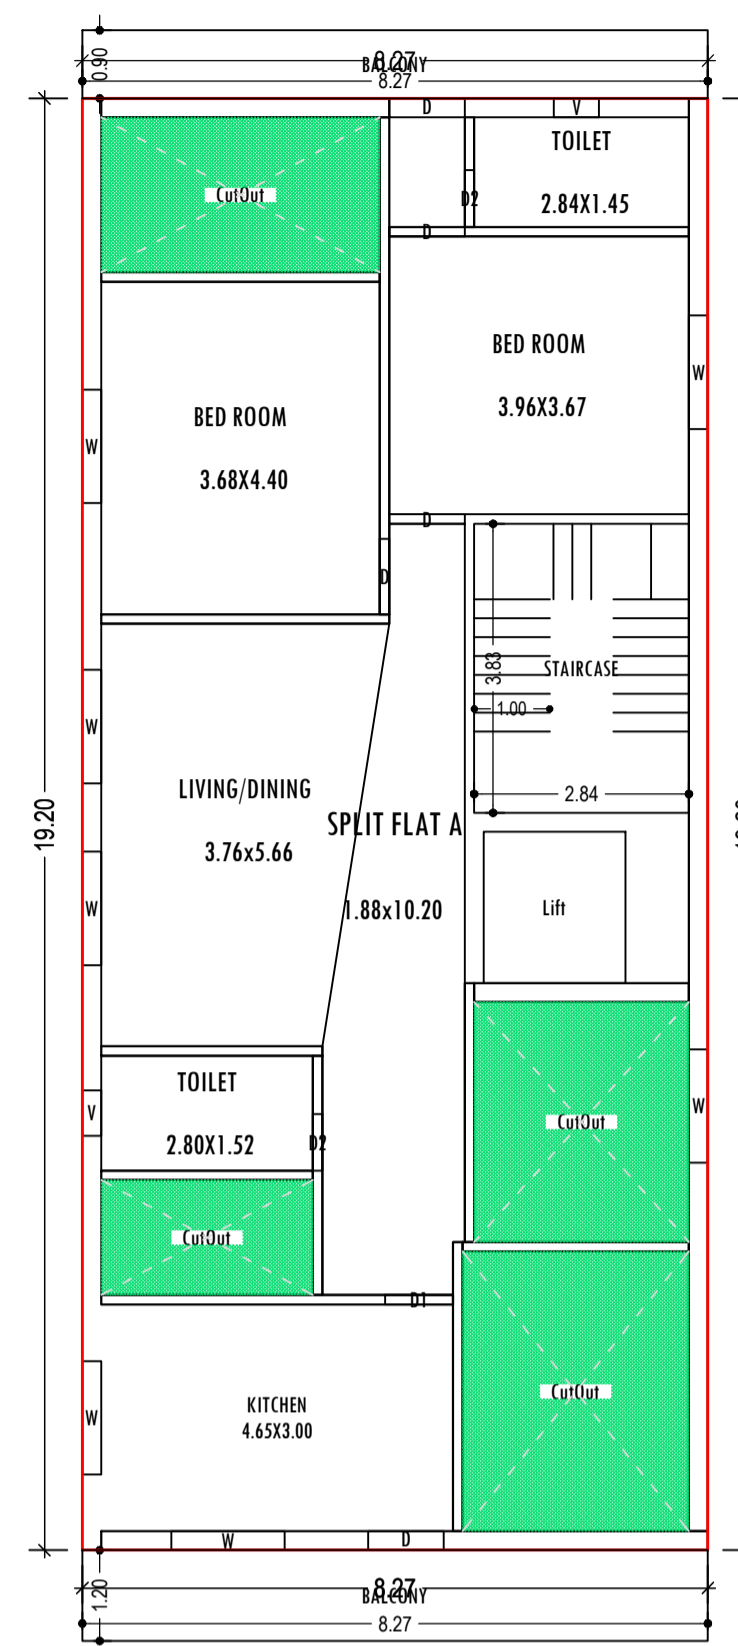 0.90
8.27
BALCONY
8.27
D
V
TOILET
2.84X1.45
D2
CutOut
D
BED ROOM
3.96X3.67
W
BED ROOM
3.68X4.40
W
D
D
3.83
STAIRCASE
1.00
2.84
W
LIVING/DINING
3.76x5.66
SPLIT FLAT A
1.88x10.20
19.20
W
Lift
TOILET
2.80X1.52
V
D2
CutOut
W
CutOut
D1
KITCHEN
4.65X3.00
W
CutOut
W
D
1.20
8.27
BALCONY
8.27